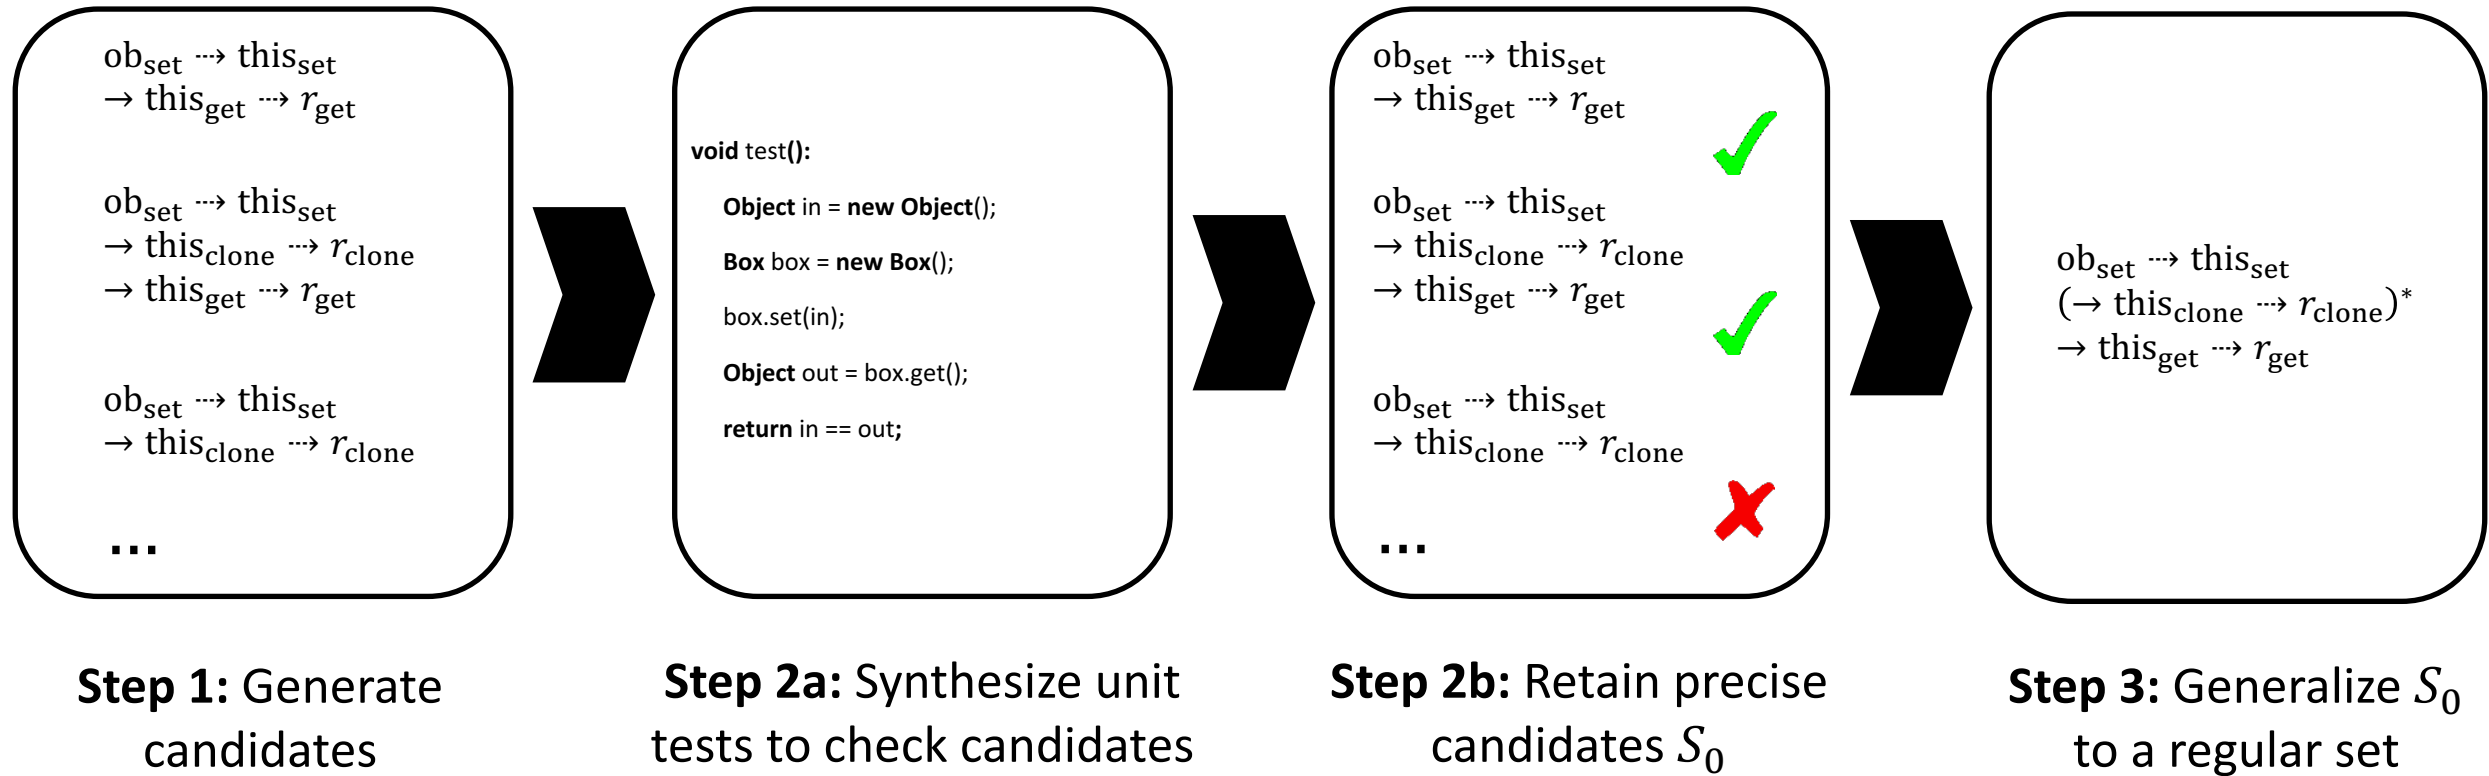 ob_set ⇢ this_set
→ this_get ⇢ r_get
ob_set ⇢ this_set
→ this_clone ⇢ r_clone
→ this_get ⇢ r_get
ob_set ⇢ this_set
→ this_clone ⇢ r_clone
...
Step 1: Generate
candidates
void test():
Object in = new Object();
Box box = new Box();
box.set(in);
Object out = box.get();
return in == out;
Step 2a: Synthesize unit
tests to check candidates
ob_set ⇢ this_set
→ this_get ⇢ r_get
ob_set ⇢ this_set
→ this_clone ⇢ r_clone
→ this_get ⇢ r_get
ob_set ⇢ this_set
→ this_clone ⇢ r_clone
...
Step 2b: Retain precise
candidates S_0
ob_set ⇢ this_set
(→ this_clone ⇢ r_clone)*
→ this_get ⇢ r_get
Step 3: Generalize S_0
to a regular set